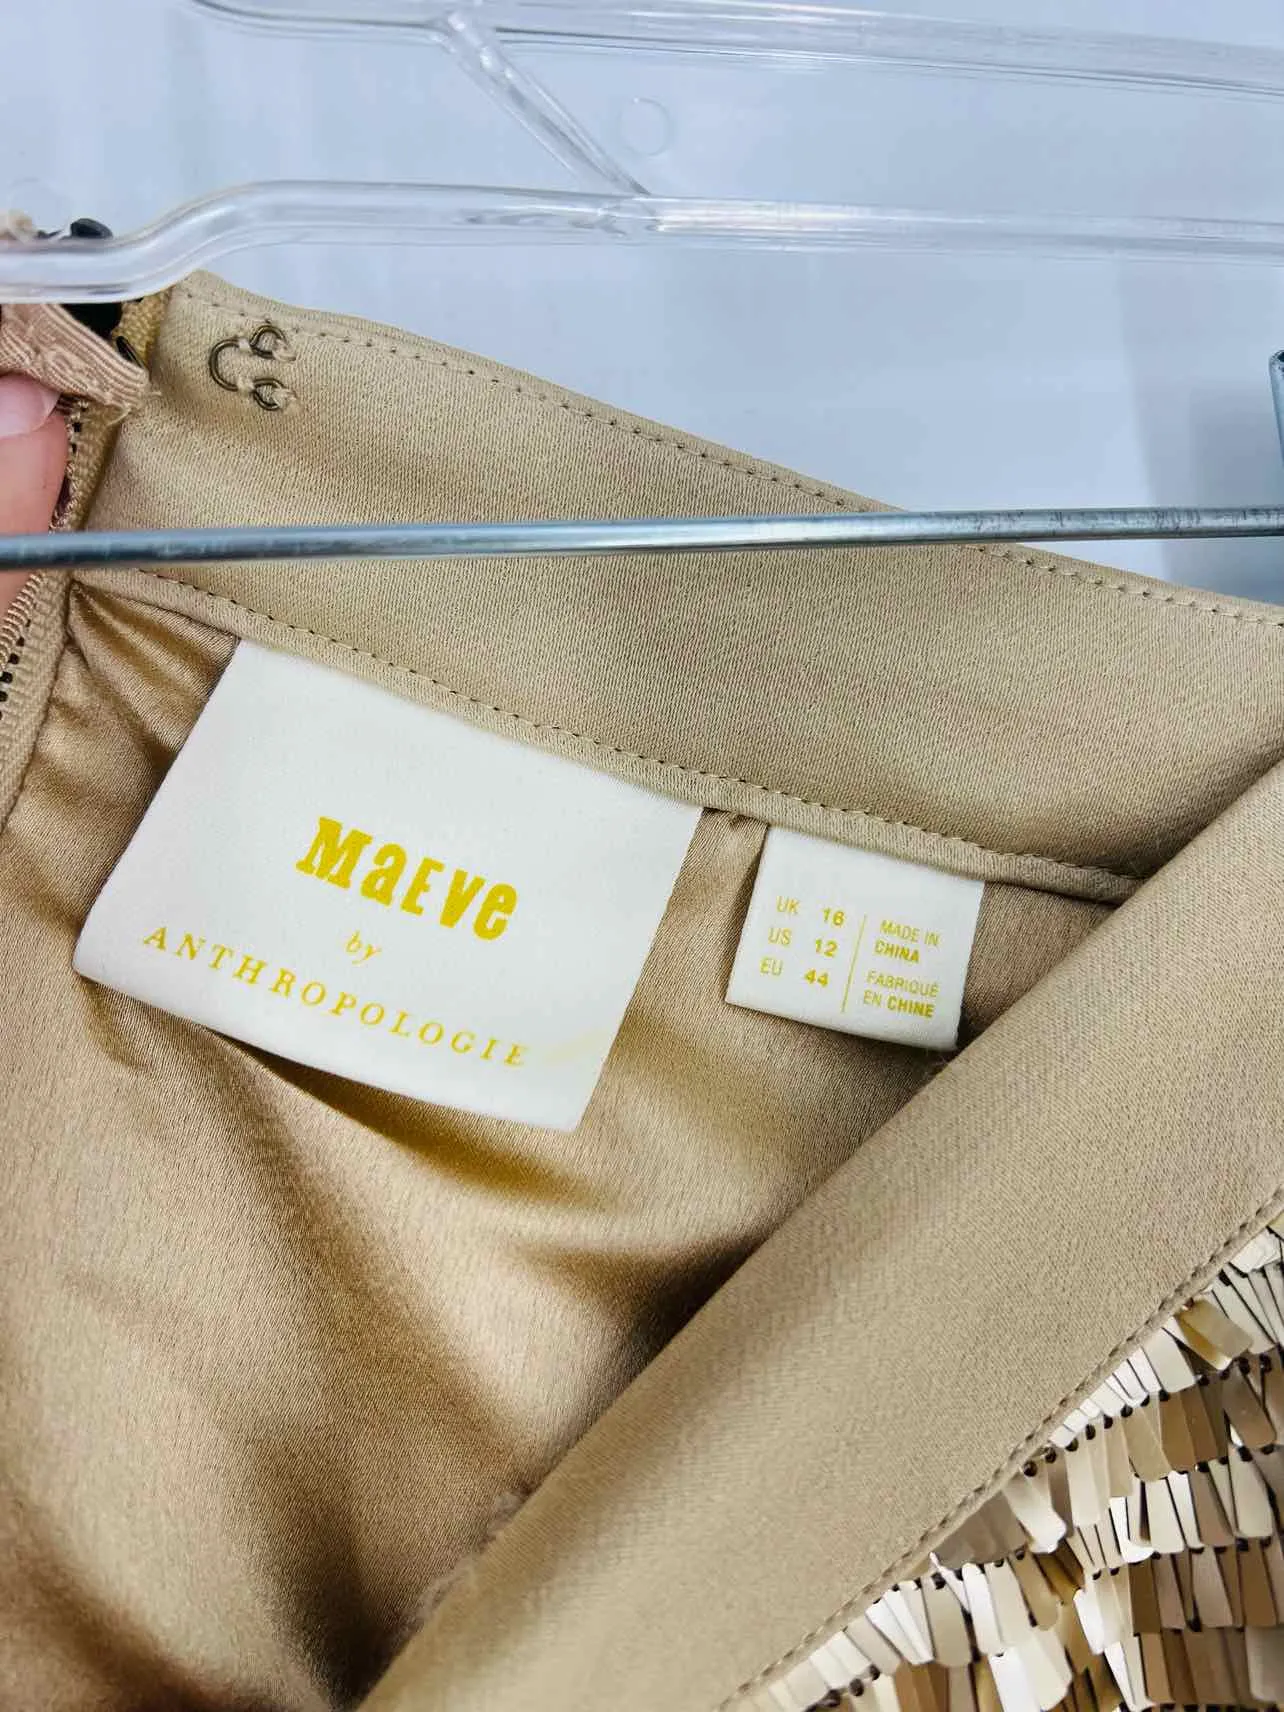 Maeve
by
ANTHROPOLOGIE
UK 16
US 12
EU 44
MADE IN
CHINA
FABRIQUÉ
EN CHINE